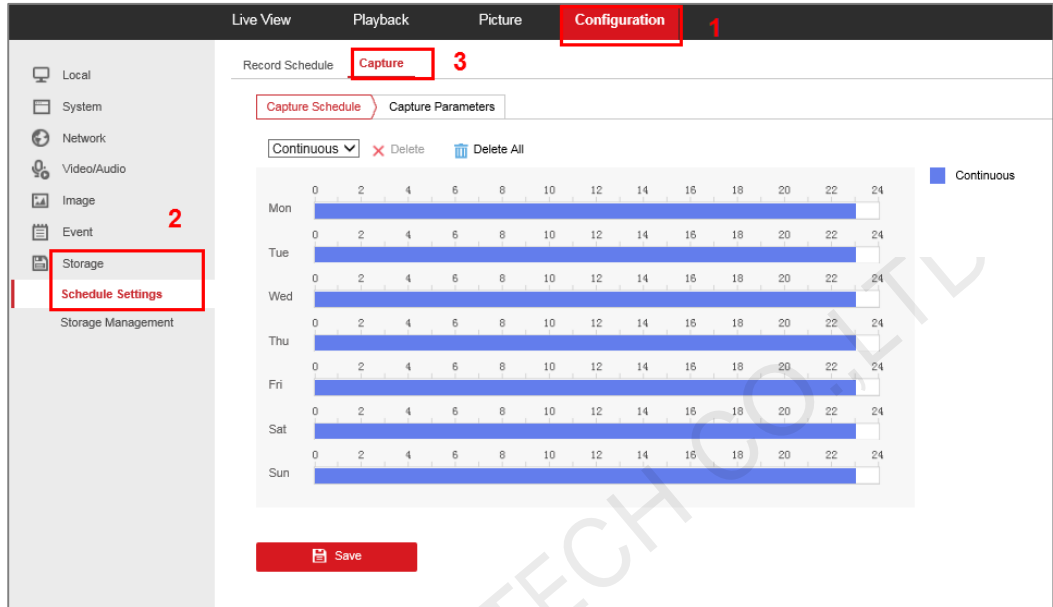 Live View Playback Picture Configuration 1
Record Schedule Capture 3
Local
System
Network
Video/Audio
Image
Event 2
Storage
Schedule Settings
Storage Management
Capture Schedule Capture Parameters
Continuous Delete Delete All
Continuous
0 2 4 6 8 10 12 14 16 18 20 22 24
Mon
0 2 4 6 8 10 12 14 16 18 20 22 24
Tue
0 2 4 6 8 10 12 14 16 18 20 22 24
Wed
0 2 4 6 8 10 12 14 16 18 20 22 24
Thu
0 2 4 6 8 10 12 14 16 18 20 22 24
Fri
0 2 4 6 8 10 12 14 16 18 20 22 24
Sat
0 2 4 6 8 10 12 14 16 18 20 22 24
Sun
Save
TECH CO.,LTD